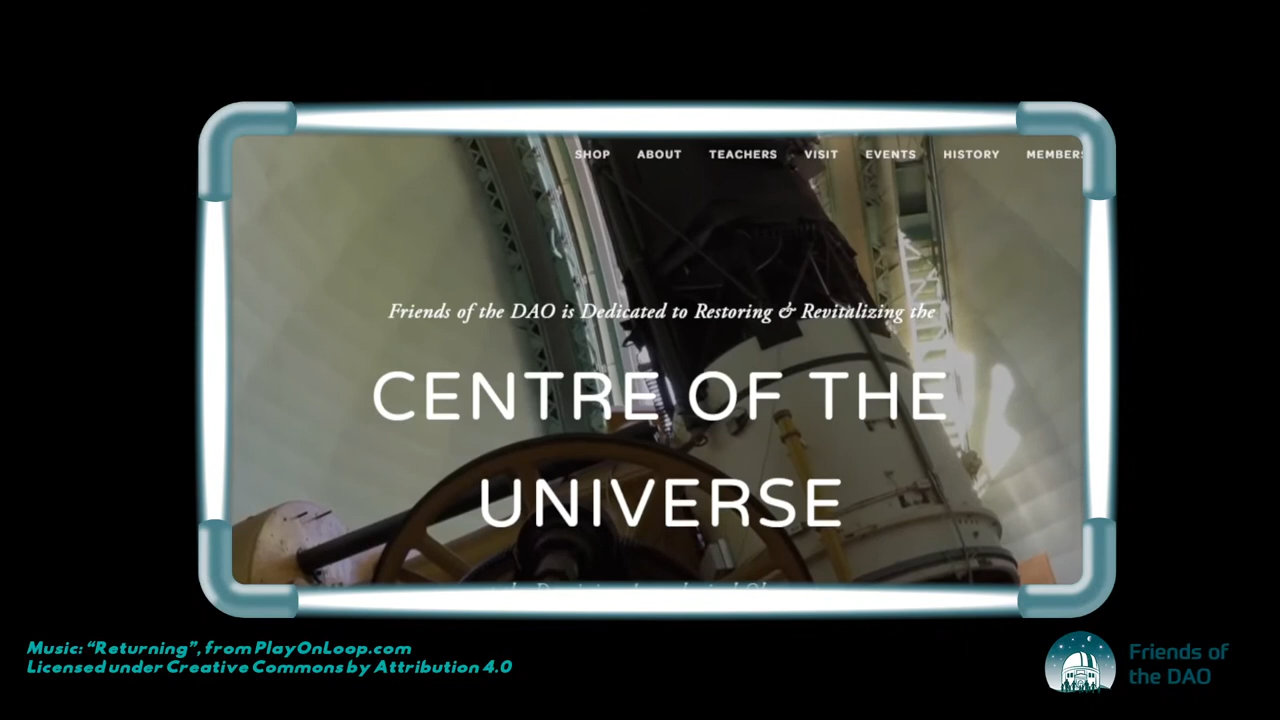 SHOP ABOUT TEACHERS VISIT EVENTS HISTORY MEMBERS
Friends of the DAO is Dedicated to Restoring & Revitalizing the
CENTRE OF THE
UNIVERSE
Music: “Returning”, from PlayOnLoop.com
Licensed under Creative Commons by Attribution 4.0
Friends of
the DAO